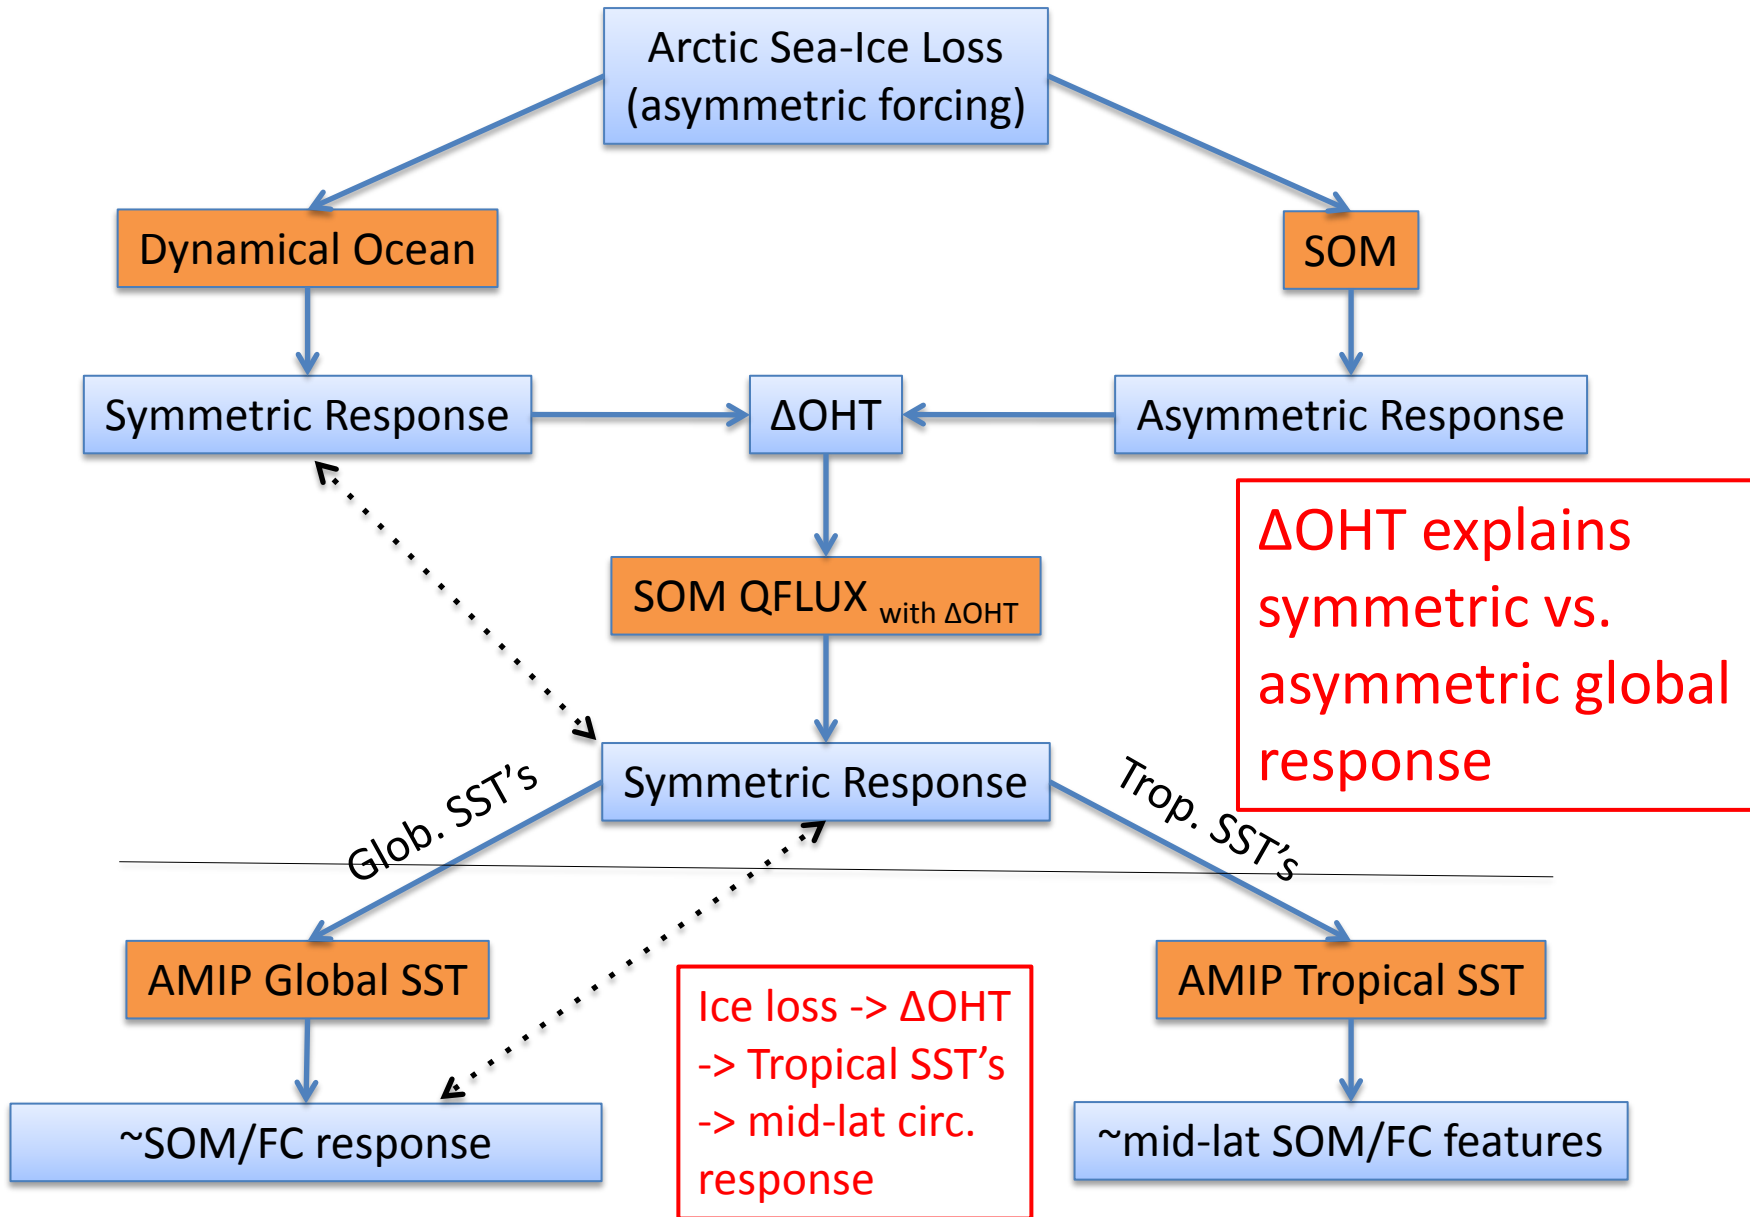 Arctic Sea-Ice Loss
(asymmetric forcing)
Dynamical Ocean
SOM
Symmetric Response
ΔOHT
Asymmetric Response
ΔOHT explains
symmetric vs.
asymmetric global
response
SOM QFLUX with ΔOHT
Symmetric Response
Glob. SST's
Trop. SST's
AMIP Global SST
AMIP Tropical SST
Ice loss -> ΔOHT
-> Tropical SST's
-> mid-lat circ.
response
~SOM/FC response
~mid-lat SOM/FC features